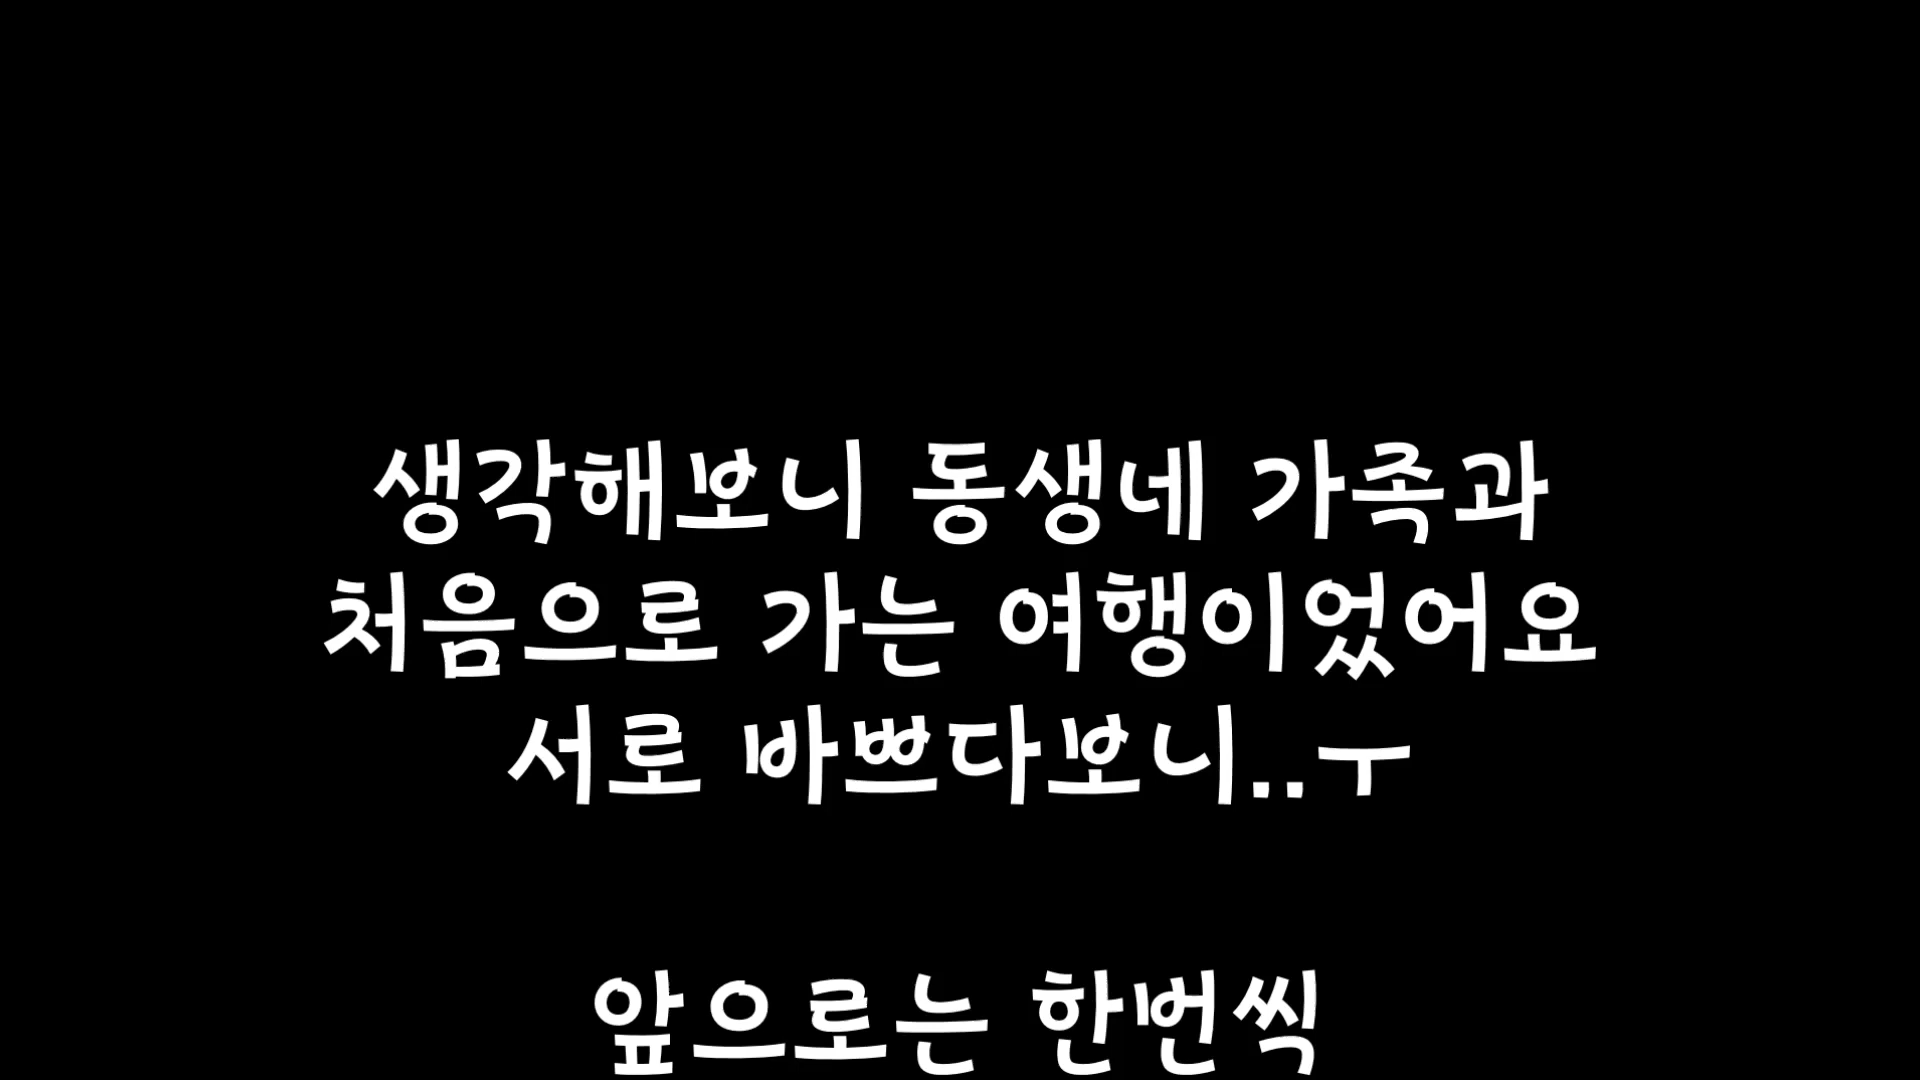 생각해보니 동생네 가족과
처음으로 가는 여행이었어요
서로 바쁘다보니..ㅜ
앞으로는 한번씩